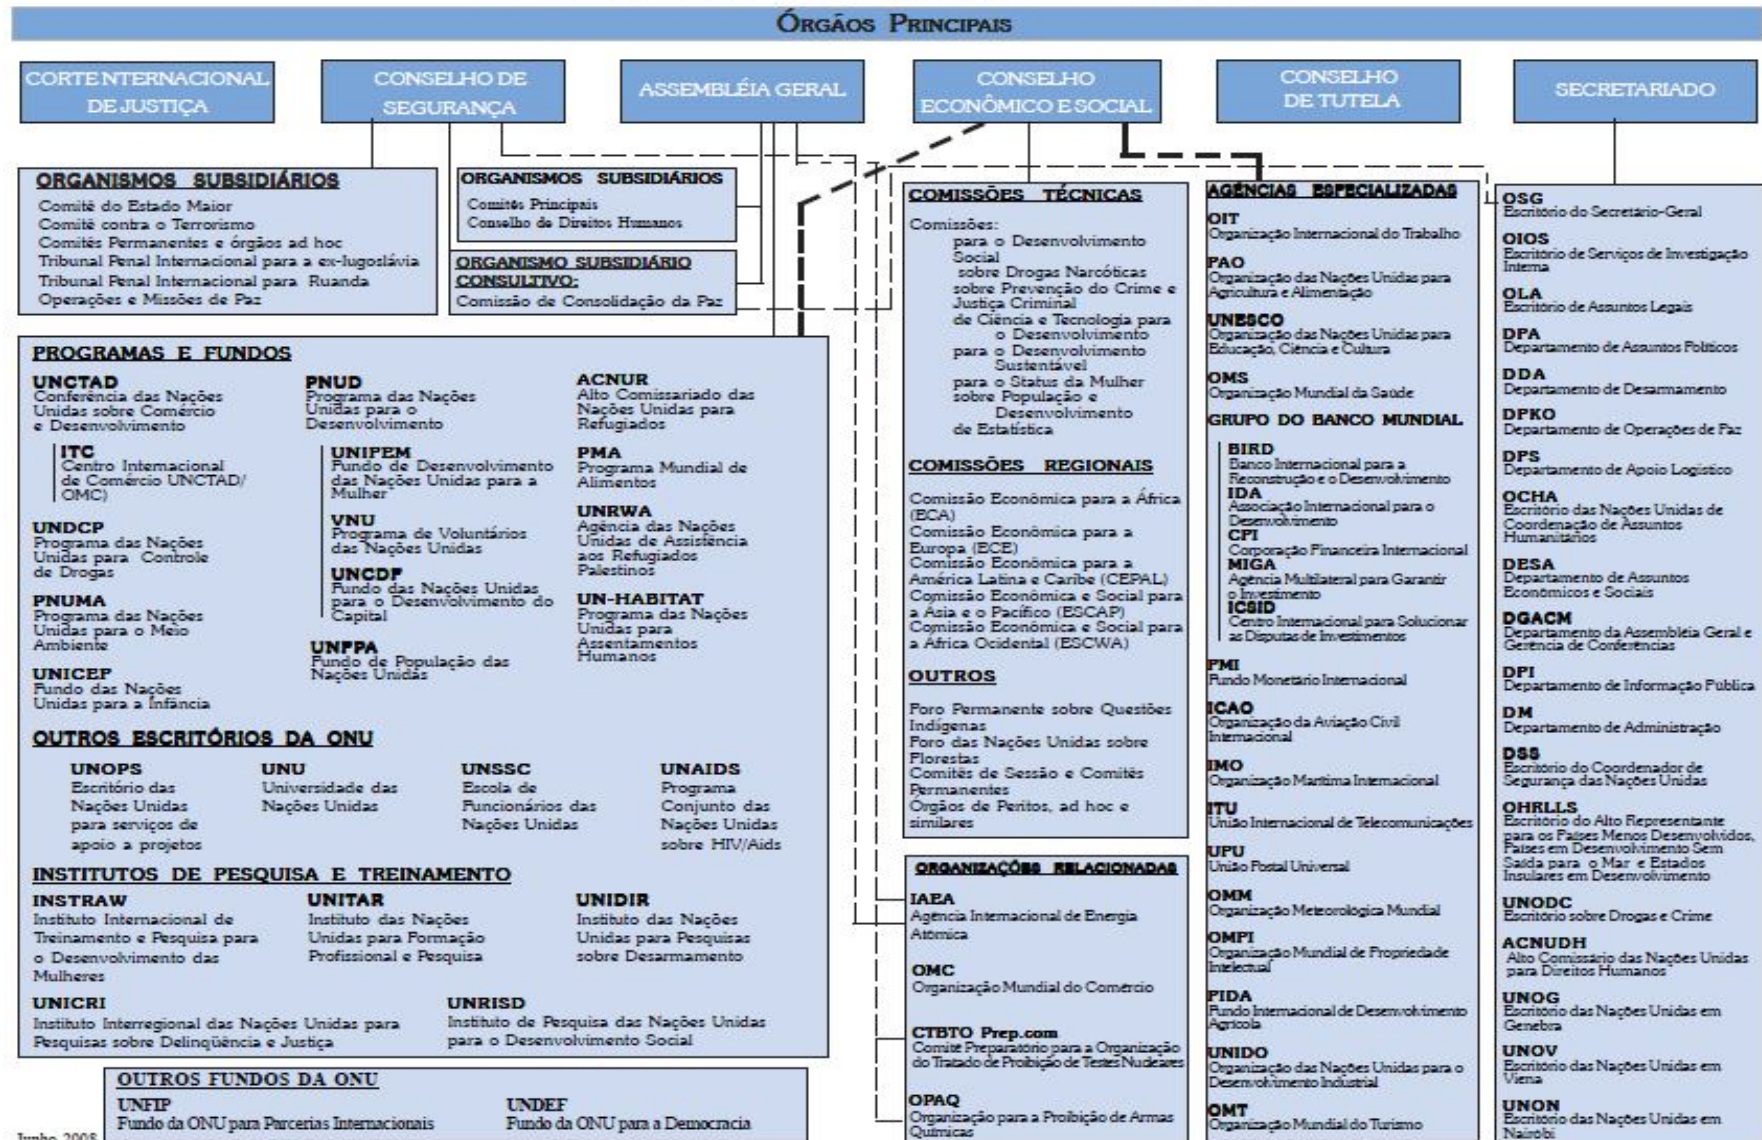 ÓRGÃOS PRINCIPAIS
CORTE NTERNACIONAL
DE JUSTIÇA
CONSELHO DE
SEGURANÇA
ASSEMBLÉIA GERAL
CONSELHO
ECONÔMICO E SOCIAL
CONSELHO
DE TUTELA
SECRETARIADO
ORGANISMOS SUBSIDIÁRIOS
Comitê do Estado Maior
Comitê contra o Terrorismo
Comitês Permanentes e órgãos ad hoc
Tribunal Penal Internacional para a ex-Iugoslávia
Tribunal Penal Internacional para Ruanda
Operações e Missões de Paz
ORGANISMOS SUBSIDIÁRIOS
Comitês Principais
Conselho de Direitos Humanos
ORGANISMO SUBSIDIÁRIO
CONSULTIVO:
Comissão de Consolidação da Paz
PROGRAMAS E FUNDOS
UNCTAD
Conferência das Nações
Unidas sobre Comércio
e Desenvolvimento
ITC
Centro Internacional
de Comércio UNCTAD/
OMC)
UNDCP
Programa das Nações
Unidas para Controle
de Drogas
PNUMA
Programa das Nações
Unidas para o Meio
Ambiente
UNICEF
Fundo das Nações
Unidas para a Infância
PNUD
Programa das Nações
Unidas para o
Desenvolvimento
UNIFEM
Fundo de Desenvolvimento
das Nações Unidas para a
Mulher
VNU
Programa de Voluntários
das Nações Unidas
UNCDF
Fundo das Nações Unidas
para o Desenvolvimento do
Capital
UNFPA
Fundo de População das
Nações Unidas
ACNUR
Alto Comissariado das
Nações Unidas para
Refugiados
PMA
Programa Mundial de
Alimentos
UNRWA
Agência das Nações
Unidas de Assistência
aos Refugiados
Palestinos
UN-HABITAT
Programa das Nações
Unidas para
Assentamentos
Humanos
OUTROS ESCRITÓRIOS DA ONU
UNOPS
Escritório das
Nações Unidas
para serviços de
apoio a projetos
UNU
Universidade das
Nações Unidas
UNSSC
Escola de
Funcionários das
Nações Unidas
UNAIDS
Programa
Conjunto das
Nações Unidas
sobre HIV/Aids
INSTITUTOS DE PESQUISA E TREINAMENTO
INSTRAW
Instituto Internacional de
Treinamento e Pesquisa para
o Desenvolvimento das
Mulheres
UNITAR
Instituto das Nações
Unidas para Formação
Profissional e Pesquisa
UNIDIR
Instituto das Nações
Unidas para Pesquisas
sobre Desarmamento
UNICRI
Instituto Interregional das Nações Unidas para
Pesquisas sobre Delinqüência e Justiça
UNRISD
Instituto de Pesquisa das Nações Unidas
para o Desenvolvimento Social
OUTROS FUNDOS DA ONU
UNFIP
Fundo da ONU para Parcerias Internacionais
UNDEF
Fundo da ONU para a Democracia
Junho 2008
COMISSÕES TÉCNICAS
Comissões:
para o Desenvolvimento
Social
sobre Drogas Narcóticas
sobre Prevenção do Crime e
Justiça Criminal
de Ciência e Tecnologia para
o Desenvolvimento
para o Desenvolvimento
Sustentável
para o Status da Mulher
sobre População e
Desenvolvimento
de Estatística
COMISSÕES REGIONAIS
Comissão Econômica para a África
(ECA)
Comissão Econômica para a
Europa (ECE)
Comissão Econômica para a
América Latina e Caribe (CEPAL)
Comissão Econômica e Social para
a Asia e o Pacífico (ESCAP)
Comissão Econômica e Social para
a África Ocidental (ESCWA)
OUTROS
Foro Permanente sobre Questões
Indígenas
Foro das Nações Unidas sobre
Florestas
Comitês de Sessão e Comitês
Permanentes
Órgãos de Peritos, ad hoc e
similares
ORGANIZAÇÕES RELACIONADAS
IAEA
Agência Internacional de Energia
Atômica
OMC
Organização Mundial do Comércio
CTBTO Prep.com
Comitê Preparatório para a Organização
do Tratado de Proibição de Testes Nucleares
OPAQ
Organização para a Proibição de Armas
Químicas
AGÊNCIAS ESPECIALIZADAS
OIT
Organização Internacional do Trabalho
FAO
Organização das Nações Unidas para
Agricultura e Alimentação
UNESCO
Organização das Nações Unidas para
Educação, Ciência e Cultura
OMS
Organização Mundial da Saúde
GRUPO DO BANCO MUNDIAL
BIRD
Banco Internacional para a
Reconstrução e o Desenvolvimento
IDA
Associação Internacional para o
Desenvolvimento
CFI
Corporação Financeira Internacional
MIGA
Agência Multilateral para Garantir
o Investimento
ICSID
Centro Internacional para Solucionar
as Disputas de Investimentos
FMI
Fundo Monetário Internacional
ICAO
Organização da Aviação Civil
Internacional
IMO
Organização Marítima Internacional
ITU
União Internacional de Telecomunicações
UPU
União Postal Universal
OMM
Organização Meteorológica Mundial
OMPI
Organização Mundial de Propriedade
Intelectual
FIDA
Fundo Internacional de Desenvolvimento
Agrícola
UNIDO
Organização das Nações Unidas para o
Desenvolvimento Industrial
OMT
Organização Mundial do Turismo
OSG
Escritório do Secretário-Geral
OIOS
Escritório de Serviços de Investigação
Interna
OLA
Escritório de Assuntos Legais
DPA
Departamento de Assuntos Políticos
DDA
Departamento de Desarmamento
DPKO
Departamento de Operações de Paz
DPS
Departamento de Apoio Logístico
OCHA
Escritório das Nações Unidas de
Coordenação de Assuntos
Humanitários
DESA
Departamento de Assuntos
Econômicos e Sociais
DGACM
Departamento da Assembléia Geral e
Gerência de Conferências
DPI
Departamento de Informação Pública
DM
Departamento de Administração
DSS
Escritório do Coordenador de
Segurança das Nações Unidas
OHRLLS
Escritório do Alto Representante
para os Países Menos Desenvolvidos,
Países em Desenvolvimento Sem
Saída para o Mar e Estados
Insulares em Desenvolvimento
UNODC
Escritório sobre Drogas e Crime
ACNUDH
Alto Comissário das Nações Unidas
para Direitos Humanos
UNOG
Escritório das Nações Unidas em
Genebra
UNOV
Escritório das Nações Unidas em
Viena
UNON
Escritório das Nações Unidas em
Nairóbi